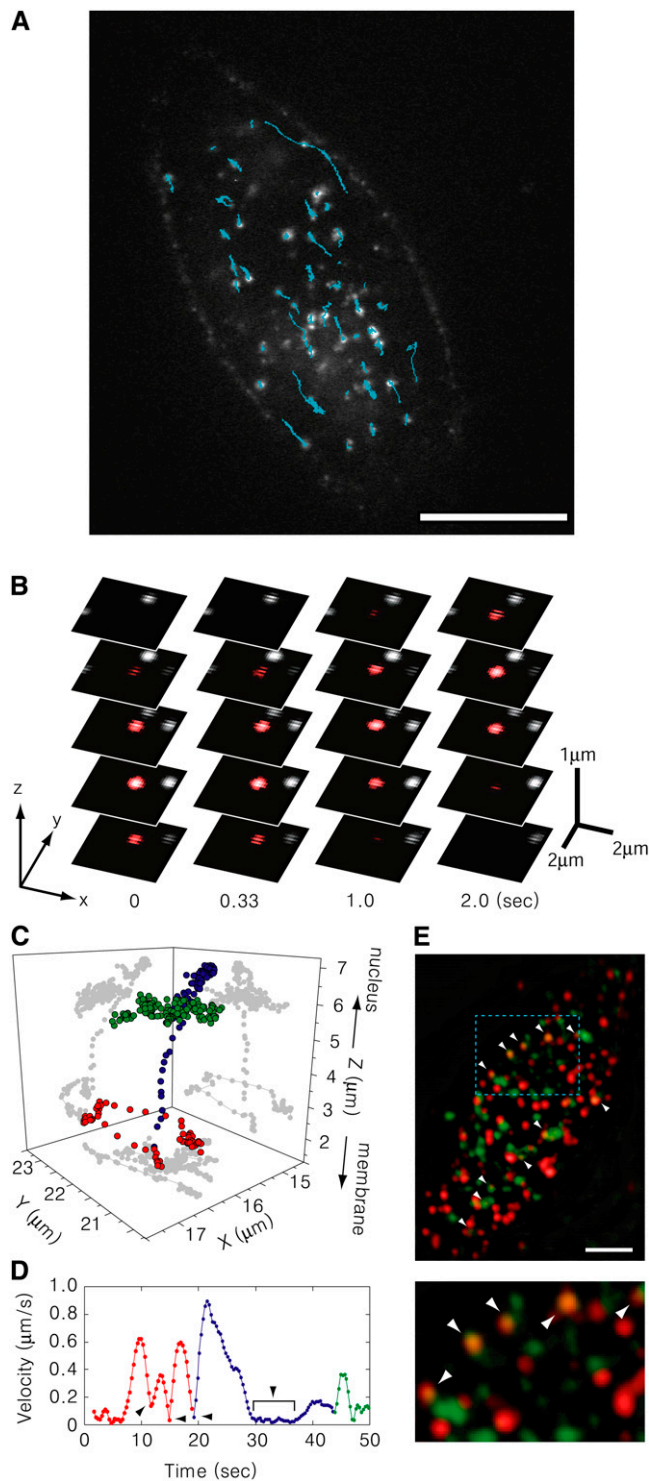 A
B
z
y
x
0 0.33 1.0 2.0 (sec)
1μm
2μm
2μm
C
7
6
5
4
3
2
nucleus
Z (μm)
membrane
23
22
21
Y (μm)
17
16
15
X (μm)
D
Velocity (μm/s)
1.0
0.8
0.6
0.4
0.2
0
0 10 20 30 40 50
Time (sec)
E